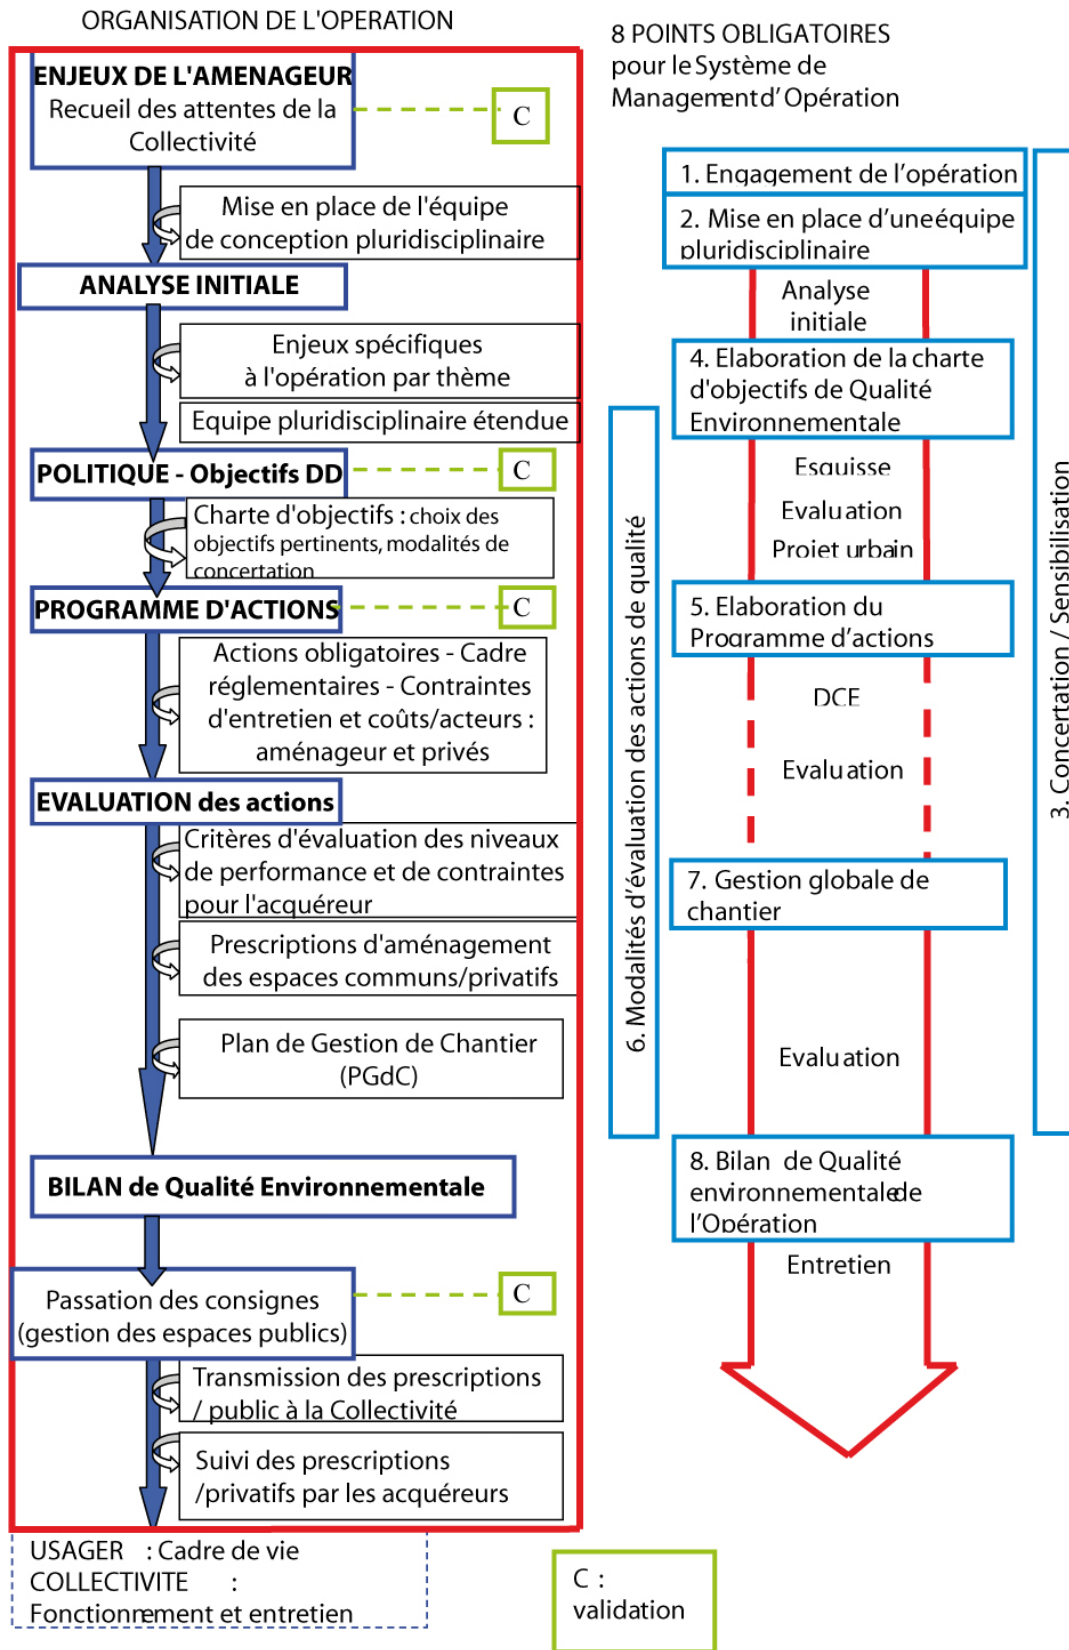 ORGANISATION DE L'OPERATION
ENJEUX DE L'AMENAGEUR
Recueil des attentes de la
Collectivité
C
Mise en place de l'équipe
de conception pluridisciplinaire
ANALYSE INITIALE
Enjeux spécifiques
à l'opération par thème
Equipe pluridisciplinaire étendue
POLITIQUE - Objectifs DD
C
Charte d'objectifs : choix des
objectifs pertinents, modalités de
concertation
PROGRAMME D'ACTIONS
C
Actions obligatoires - Cadre
réglementaires - Contraintes
d'entretien et coûts/acteurs :
aménageur et privés
EVALUATION des actions
Critères d'évaluation des niveaux
de performance et de contraintes
pour l'acquéreur
Prescriptions d'aménagement
des espaces communs/privatifs
Plan de Gestion de Chantier
(PGdC)
BILAN de Qualité Environnementale
Passation des consignes
(gestion des espaces publics)
C
Transmission des prescriptions
/ public à la Collectivité
Suivi des prescriptions
/privatifs par les acquéreurs
USAGER : Cadre de vie
COLLECTIVITE :
Fonctionnement et entretien
C :
validation
8 POINTS OBLIGATOIRES
pour le Système de
Management d'Opération
1. Engagement de l'opération
2. Mise en place d'une équipe
pluridisciplinaire
Analyse
initiale
4. Elaboration de la charte
d'objectifs de Qualité
Environnementale
Esquisse
Evaluation
Projet urbain
5. Elaboration du
Programme d'actions
DCE
Evaluation
7. Gestion globale de
chantier
Evaluation
8. Bilan de Qualité
environnementale de
l'Opération
Entretien
6. Modalités d'évaluation des actions de qualité
3. Concertation / Sensibilisation